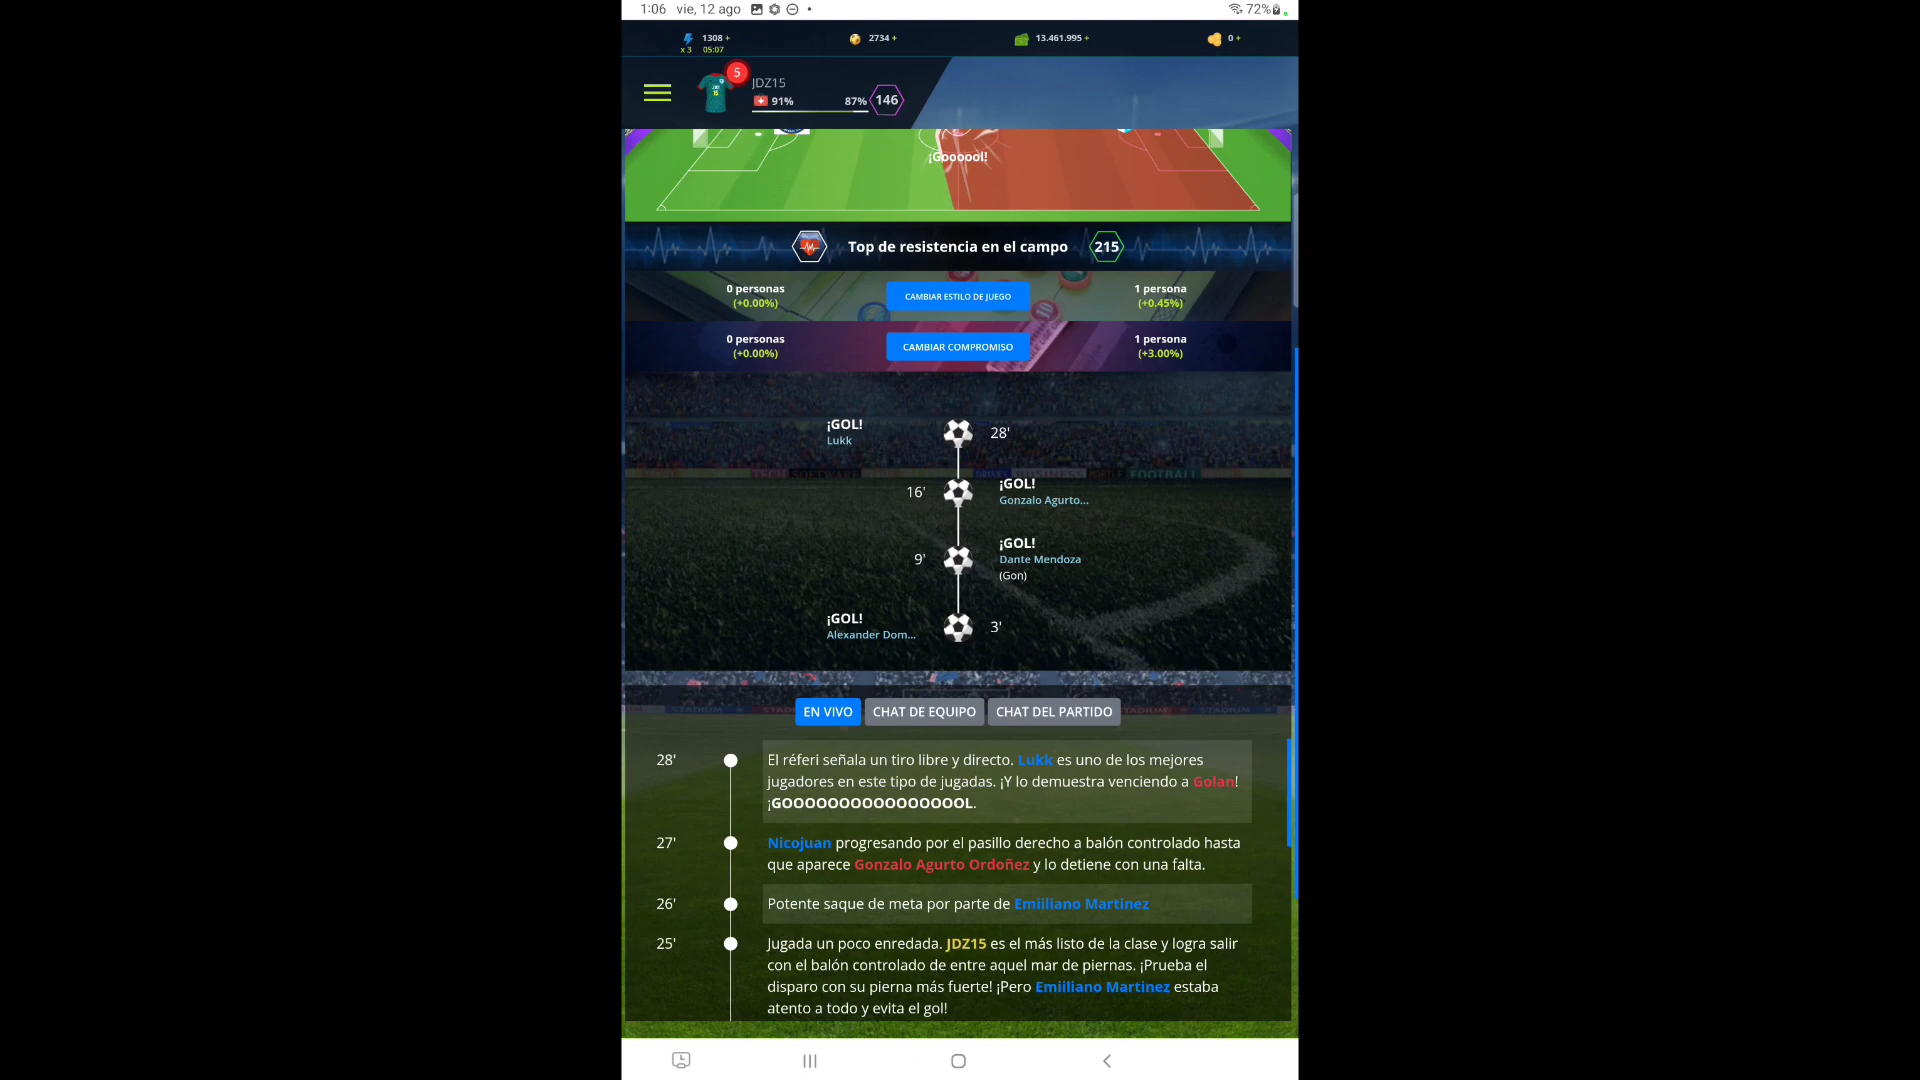 1:06 vie, 12 ago 72%
1308 + 2734 + 13.461.995 + 0 +
x 3 05:07
5
JDZ15
91% 87% 146
¡Goooool!
Top de resistencia en el campo 215
0 personas CAMBIAR ESTILO DE JUEGO 1 persona
(+0.00%) (+0.45%)
0 personas CAMBIAR COMPROMISO 1 persona
(+0.00%) (+3.00%)
¡GOL! 28'
Lukk
16' ¡GOL!
Gonzalo Agurto...
9' ¡GOL!
Dante Mendoza
(Gon)
¡GOL! 3'
Alexander Dom...
EN VIVO CHAT DE EQUIPO CHAT DEL PARTIDO
28' El réferi señala un tiro libre y directo. Lukk es uno de los mejores
jugadores en este tipo de jugadas. ¡Y lo demuestra venciendo a Golan!
¡GOOOOOOOOOOOOOOOOL.
27' Nicojuan progresando por el pasillo derecho a balón controlado hasta
que aparece Gonzalo Agurto Ordoñez y lo detiene con una falta.
26' Potente saque de meta por parte de Emiiliano Martinez
25' Jugada un poco enredada. JDZ15 es el más listo de la clase y logra salir
con el balón controlado de entre aquel mar de piernas. ¡Prueba el
disparo con su pierna más fuerte! ¡Pero Emiiliano Martinez estaba
atento a todo y evita el gol!